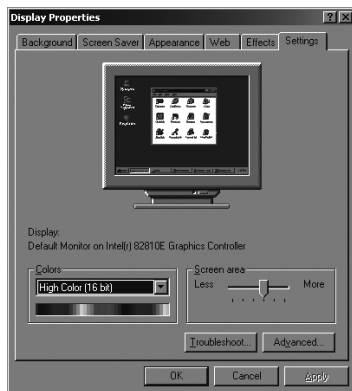 Display Properties
Background Screen Saver Appearance Web Effects Settings
Display:
Default Monitor on Intel(r) 82810E Graphics Controller
Colors
High Color (16 bit)
Screen area
Less More
Troubleshoot... Advanced...
OK Cancel Apply